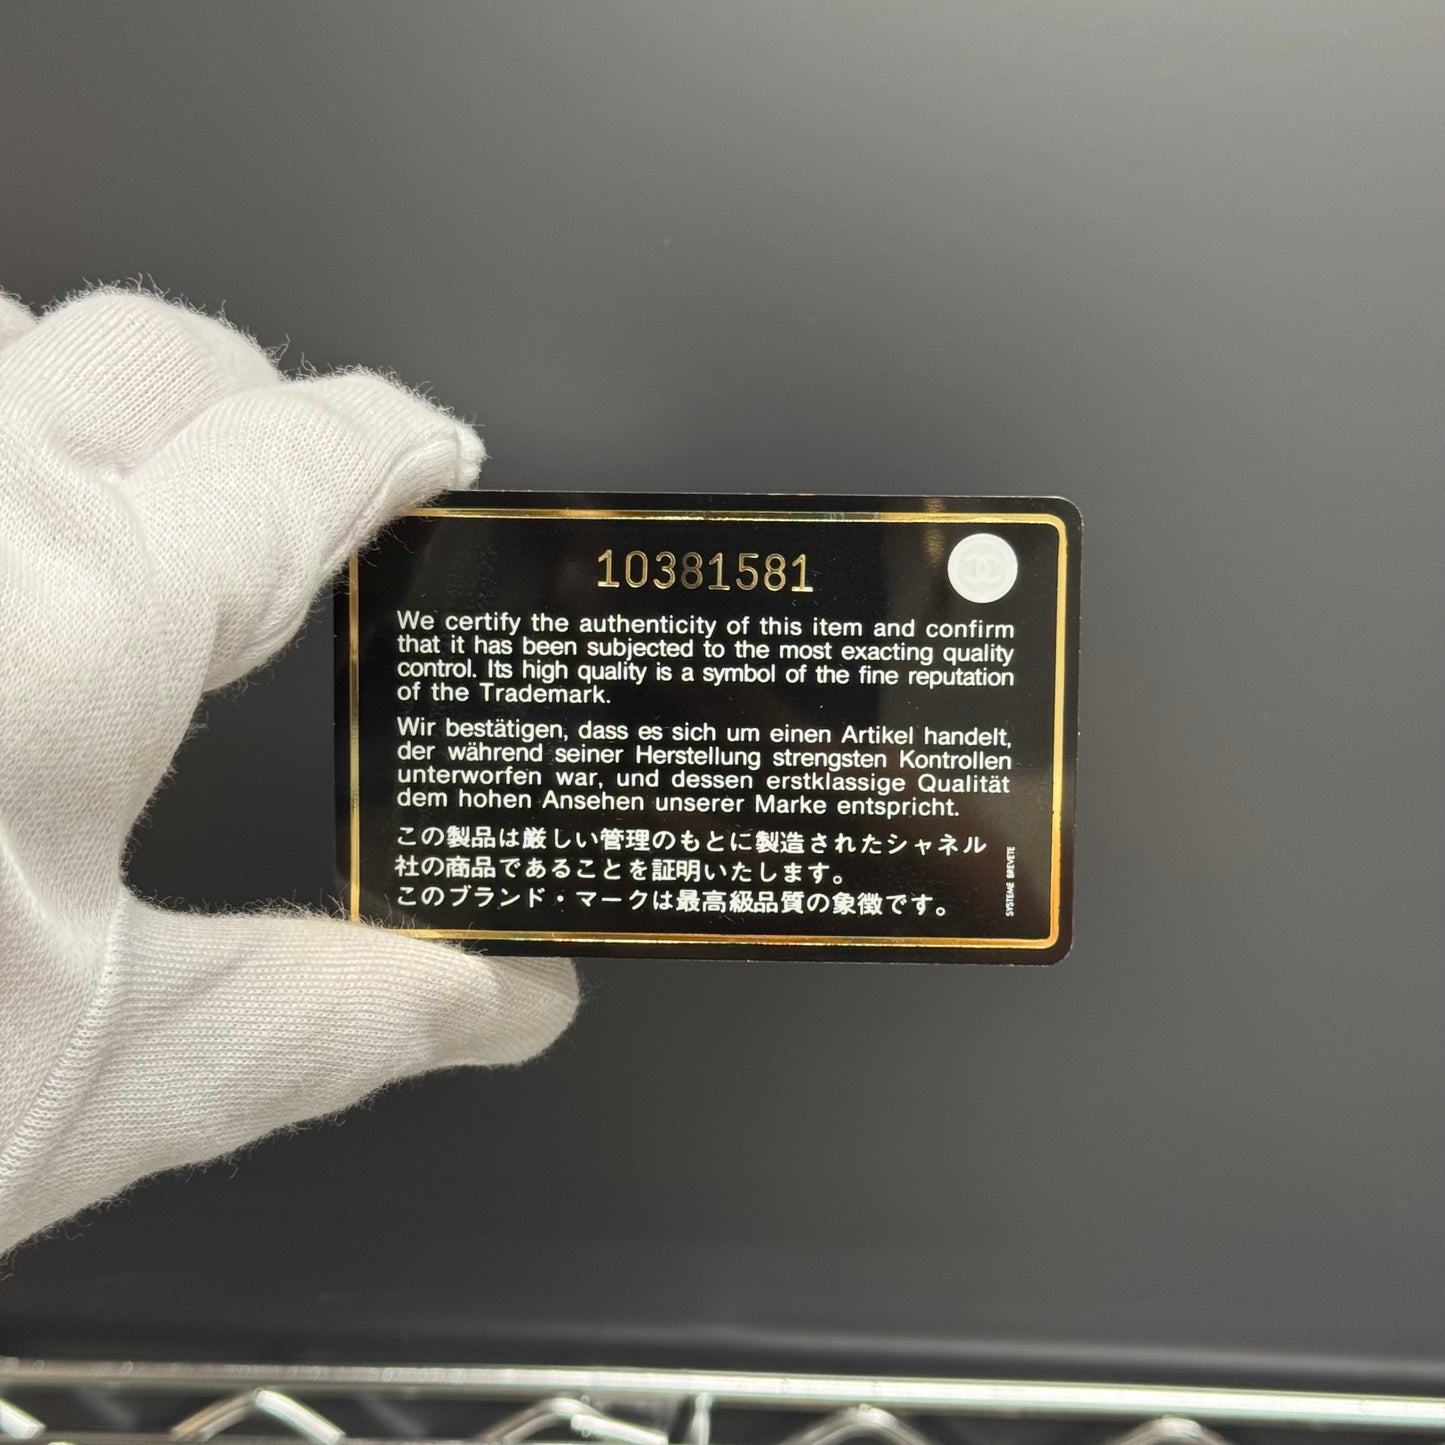 10381581
We certify the authenticity of this item and confirm
that it has been subjected to the most exacting quality
control. Its high quality is a symbol of the fine reputation
of the Trademark.
Wir bestätigen, dass es sich um einen Artikel handelt,
der während seiner Herstellung strengsten Kontrollen
unterworfen war, und dessen erstklassige Qualität
dem hohen Ansehen unserer Marke entspricht.
この製品は厳しい管理のもとに製造されたシャネル
社の商品であることを証明いたします。
このブランド・マークは最高級品質の象徴です。
SYSTEME BREVETE